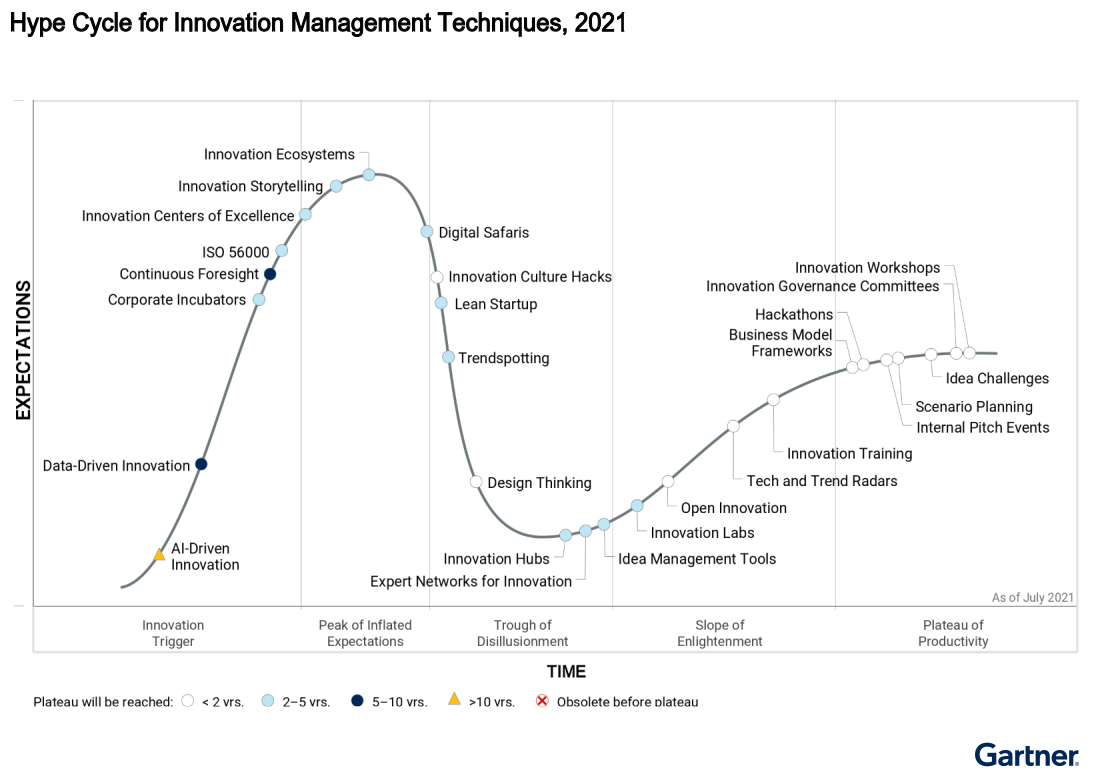 Hype Cycle for Innovation Management Techniques, 2021
Innovation Ecosystems
Innovation Storytelling
Innovation Centers of Excellence
ISO 56000
Continuous Foresight
Corporate Incubators
Data-Driven Innovation
AI-Driven
Innovation
Digital Safaris
Innovation Culture Hacks
Lean Startup
Trendspotting
Design Thinking
Innovation Hubs
Expert Networks for Innovation
Idea Management Tools
Innovation Labs
Open Innovation
Tech and Trend Radars
Innovation Training
Business Model
Frameworks
Hackathons
Innovation Governance Committees
Innovation Workshops
Idea Challenges
Scenario Planning
Internal Pitch Events
EXPECTATIONS
As of July 2021
Innovation
Trigger
Peak of Inflated
Expectations
Trough of
Disillusionment
Slope of
Enlightenment
Plateau of
Productivity
TIME
Plateau will be reached: < 2 yrs. 2–5 yrs. 5–10 yrs. >10 yrs. Obsolete before plateau
Gartner